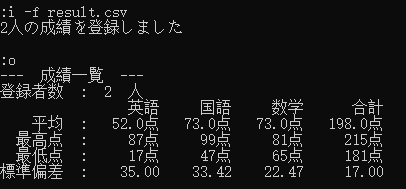 :i -f result.csv
2人の成績を登録しました
:o
--- 成績一覧 ---
登録者数 : 2 人
英語 国語 数学 合計
平均 : 52.0点 73.0点 73.0点 198.0点
最高点 : 87点 99点 81点 215点
最低点 : 17点 47点 65点 181点
標準偏差 : 35.00 33.42 22.47 17.00